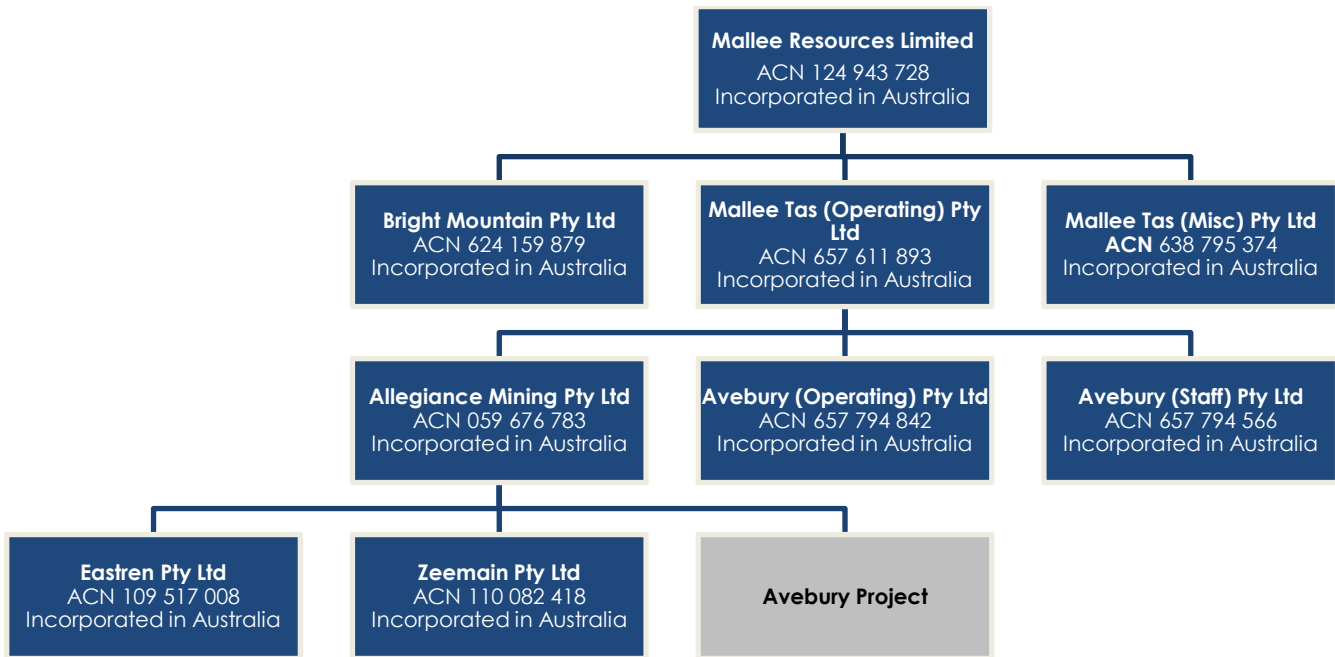 Mallee Resources Limited
ACN 124 943 728
Incorporated in Australia
Bright Mountain Pty Ltd
ACN 624 159 879
Incorporated in Australia
Mallee Tas (Operating) Pty
Ltd
ACN 657 611 893
Incorporated in Australia
Mallee Tas (Misc) Pty Ltd
ACN 638 795 374
Incorporated in Australia
Allegiance Mining Pty Ltd
ACN 059 676 783
Incorporated in Australia
Avebury (Operating) Pty Ltd
ACN 657 794 842
Incorporated in Australia
Avebury (Staff) Pty Ltd
ACN 657 794 566
Incorporated in Australia
Eastren Pty Ltd
ACN 109 517 008
Incorporated in Australia
Zeemain Pty Ltd
ACN 110 082 418
Incorporated in Australia
Avebury Project